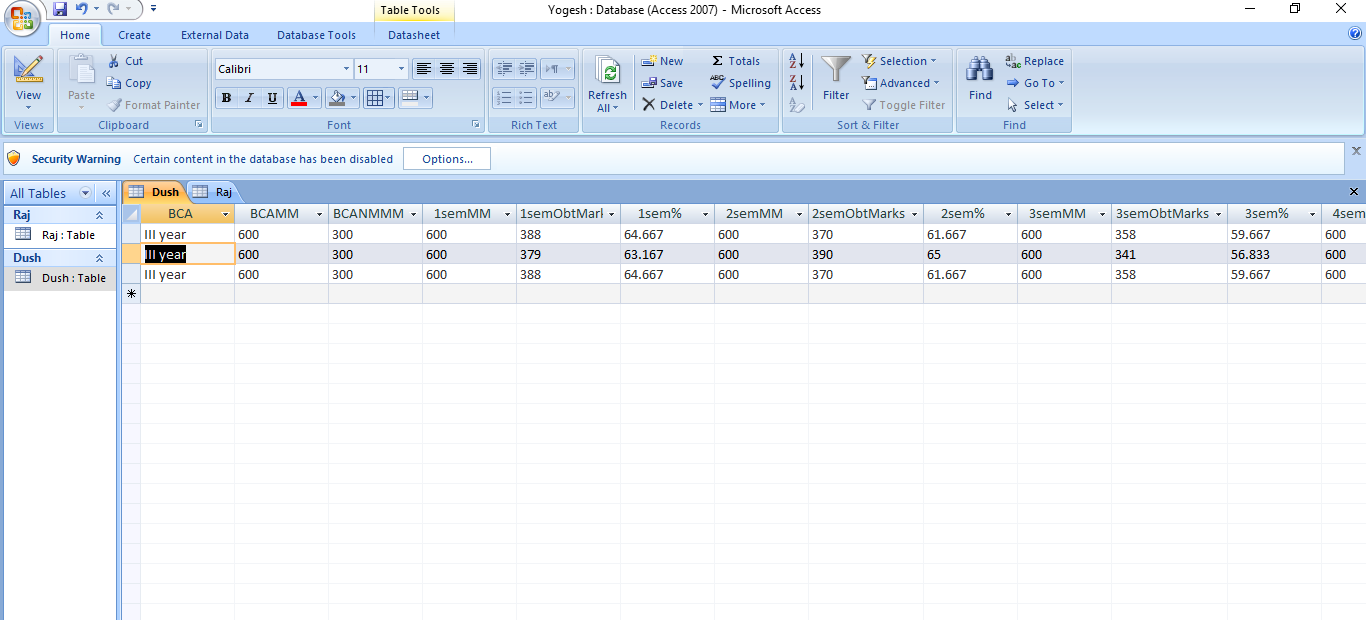 Table Tools Yogesh : Database (Access 2007) - Microsoft Access
Home Create External Data Database Tools Datasheet
View
Views
Paste
Cut
Copy
Format Painter
Clipboard
Calibri 11
B I U A
Font
Rich Text
Refresh All
New
Save
Delete
Σ Totals
ABC Spelling
More
Records
A Z
Z A
Filter
Selection
Advanced
Toggle Filter
Sort & Filter
Find
Replace
Go To
Select
Find
Security Warning Certain content in the database has been disabled Options...
All Tables «
Raj
Raj : Table
Dush
Dush : Table
Dush Raj
BCA BCAMM BCANMMM 1semMM 1semObtMarl 1sem% 2semMM 2semObtMarks 2sem% 3semMM 3semObtMarks 3sem% 4sem
III year 600 300 600 388 64.667 600 370 61.667 600 358 59.667 600
III year 600 300 600 379 63.167 600 390 65 600 341 56.833 600
III year 600 300 600 388 64.667 600 370 61.667 600 358 59.667 600